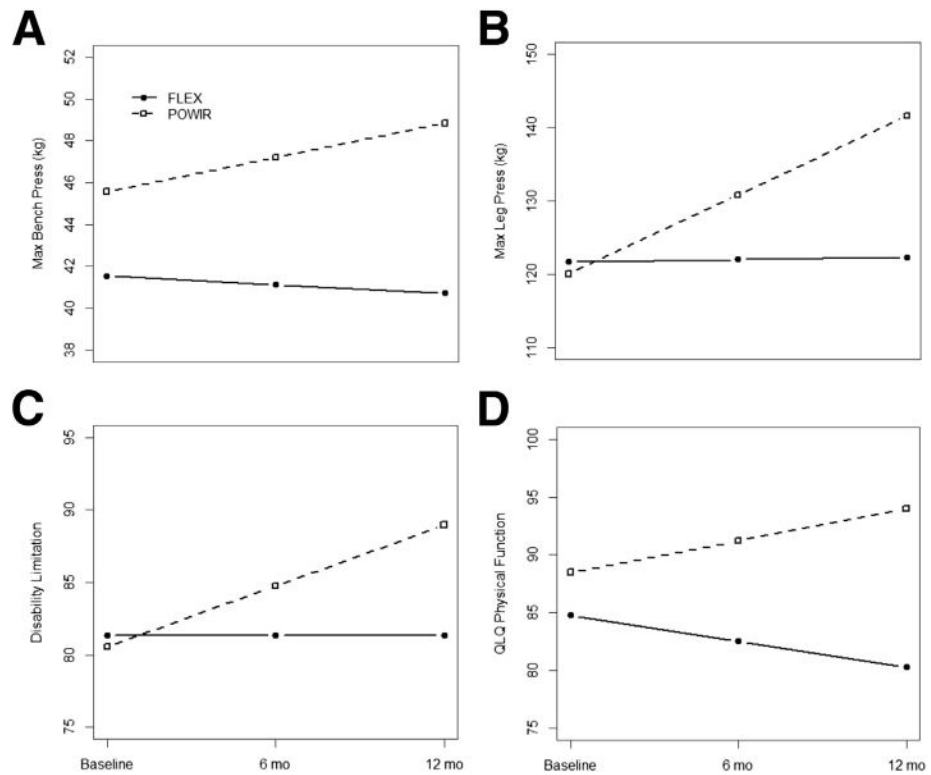 A
Max Bench Press (kg)
52
50
48
46
44
42
40
38
FLEX
POWIR
B
Max Leg Press (kg)
150
140
130
120
110
C
Disability Limitation
95
90
85
80
75
Baseline
6 mo
12 mo
D
QLQ Physical Function
100
95
90
85
80
75
Baseline
6 mo
12 mo